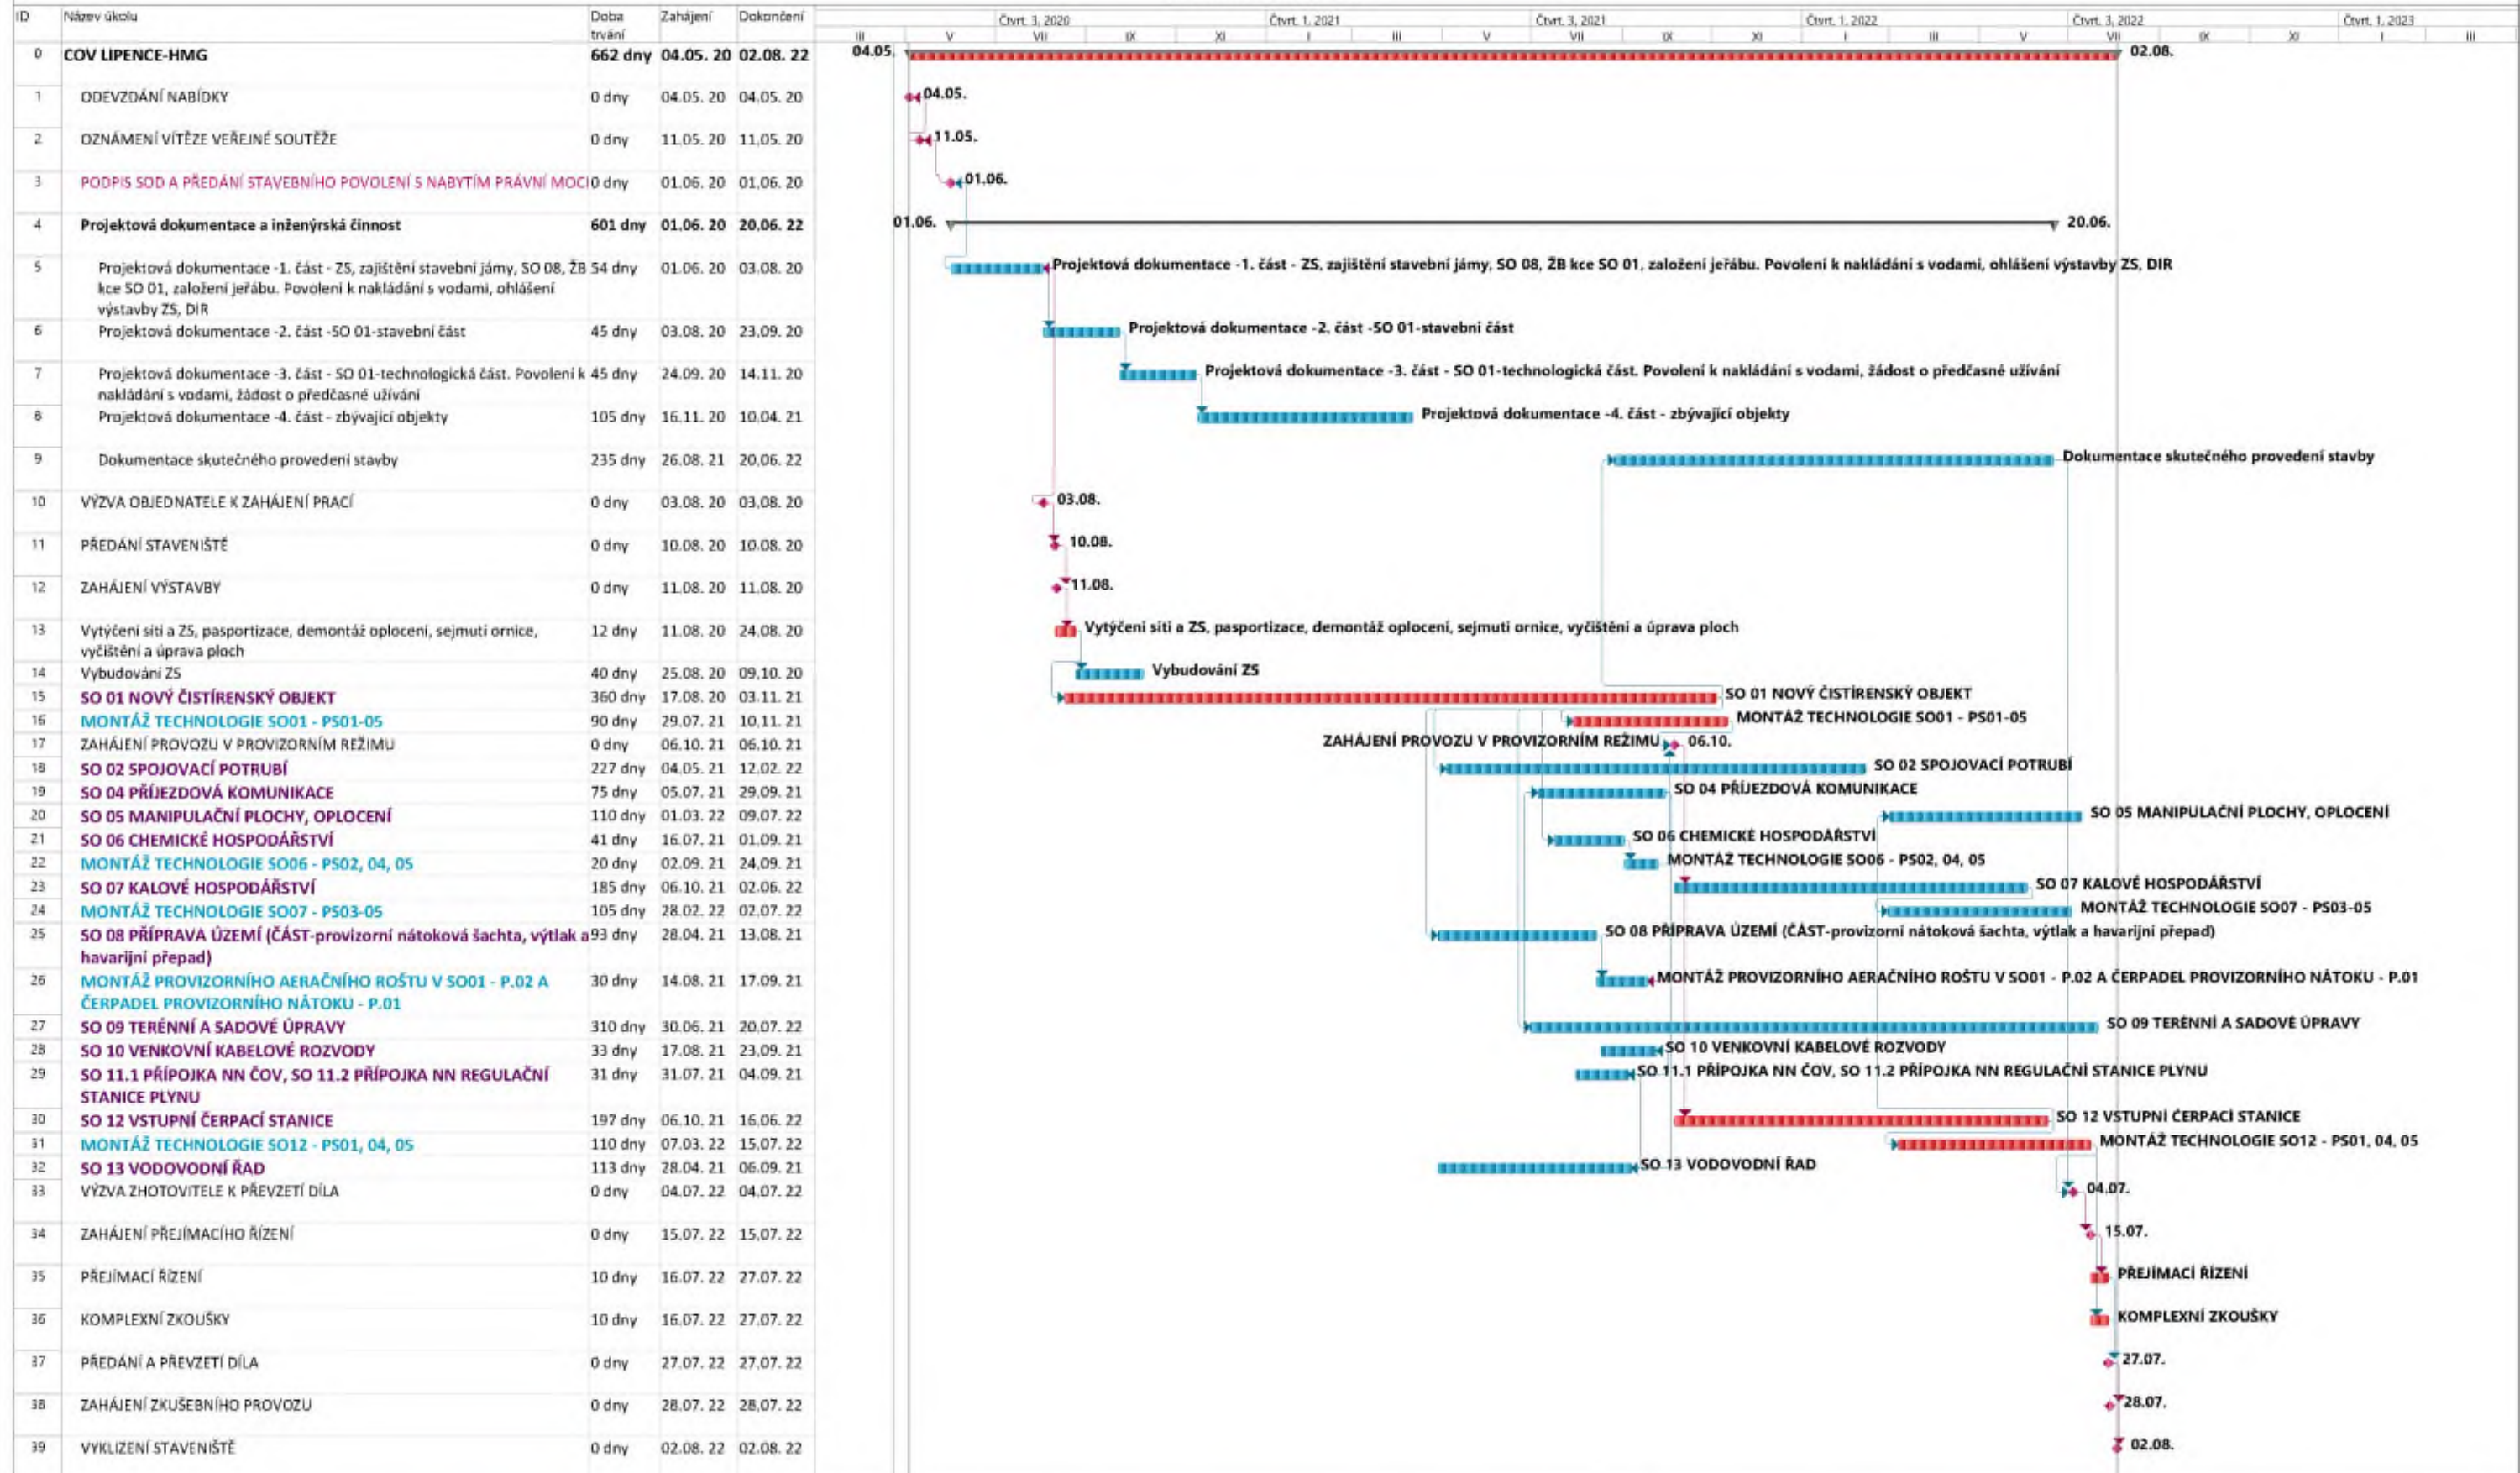 ID Název úkolu Doba trvání Zahájení Dokončení
Čtvrt. 3, 2020 Čtvrt. 1, 2021 Čtvrt. 3, 2021 Čtvrt. 1, 2022 Čtvrt. 3, 2022 Čtvrt. 1, 2023
III V VII IX XI I III V VII IX XI I III V VII IX XI I III
0 COV LIPENCE-HMG 662 dny 04.05. 20 02.08. 22 04.05. 02.08.
1 ODEVZDÁNÍ NABÍDKY 0 dny 04.05. 20 04.05. 20 04.05.
2 OZNÁMENÍ VÍTĚZE VEŘEJNÉ SOUTĚŽE 0 dny 11.05. 20 11.05. 20 11.05.
3 PODPIS SOD A PŘEDÁNÍ STAVEBNÍHO POVOLENÍ S NABYTÍM PRÁVNÍ MOCI 0 dny 01.06. 20 01.06. 20 01.06.
4 Projektová dokumentace a inženýrská činnost 601 dny 01.06. 20 20.06. 22 01.06. 20.06.
5 Projektová dokumentace -1. část - ZS, zajištění stavební jámy, SO 08, ŽB 54 dny 01.06. 20 03.08. 20 Projektová dokumentace -1. část - ZS, zajištění stavební jámy, SO 08, ŽB kce SO 01, založení jeřábu. Povolení k nakládání s vodami, ohlášení výstavby ZS, DIR
kce SO 01, založení jeřábu. Povolení k nakládání s vodami, ohlášení
výstavby ZS, DIR
6 Projektová dokumentace -2. část -SO 01-stavební část 45 dny 03.08. 20 23.09. 20 Projektová dokumentace -2. část -SO 01-stavební část
7 Projektová dokumentace -3. část - SO 01-technologická část. Povolení k 45 dny 24.09. 20 14.11. 20 Projektová dokumentace -3. část - SO 01-technologická část. Povolení k nakládání s vodami, žádost o předčasné užívání
nakládání s vodami, žádost o předčasné užívání
8 Projektová dokumentace -4. část - zbývající objekty 105 dny 16.11. 20 10.04. 21 Projektová dokumentace -4. část - zbývající objekty
9 Dokumentace skutečného provedení stavby 235 dny 26.08. 21 20.06. 22 Dokumentace skutečného provedení stavby
10 VÝZVA OBJEDNATELE K ZAHÁJENÍ PRACÍ 0 dny 03.08. 20 03.08. 20 03.08.
11 PŘEDÁNÍ STAVENIŠTĚ 0 dny 10.08. 20 10.08. 20 10.08.
12 ZAHÁJENÍ VÝSTAVBY 0 dny 11.08. 20 11.08. 20 11.08.
13 Vytýčení sítí a ZS, pasportizace, demontáž oplocení, sejmutí ornice, 12 dny 11.08. 20 24.08. 20 Vytýčení sítí a ZS, pasportizace, demontáž oplocení, sejmutí ornice, vyčištění a úprava ploch
vyčištění a úprava ploch
14 Vybudování ZS 40 dny 25.08. 20 09.10. 20 Vybudování ZS
15 SO 01 NOVÝ ČISTÍRENSKÝ OBJEKT 360 dny 17.08. 20 03.11. 21 SO 01 NOVÝ ČISTÍRENSKÝ OBJEKT
16 MONTÁŽ TECHNOLOGIE SO01 - PS01-05 90 dny 29.07. 21 10.11. 21 MONTÁŽ TECHNOLOGIE SO01 - PS01-05
17 ZAHÁJENÍ PROVOZU V PROVIZORNÍM REŽIMU 0 dny 06.10. 21 06.10. 21 ZAHÁJENÍ PROVOZU V PROVIZORNÍM REŽIMU 06.10.
18 SO 02 SPOJOVACÍ POTRUBÍ 227 dny 04.05. 21 12.02. 22 SO 02 SPOJOVACÍ POTRUBÍ
19 SO 04 PŘÍJEZDOVÁ KOMUNIKACE 75 dny 05.07. 21 29.09. 21 SO 04 PŘÍJEZDOVÁ KOMUNIKACE
20 SO 05 MANIPULAČNÍ PLOCHY, OPLOCENÍ 110 dny 01.03. 22 09.07. 22 SO 05 MANIPULAČNÍ PLOCHY, OPLOCENÍ
21 SO 06 CHEMICKÉ HOSPODÁŘSTVÍ 41 dny 16.07. 21 01.09. 21 SO 06 CHEMICKÉ HOSPODÁŘSTVÍ
22 MONTÁŽ TECHNOLOGIE SO06 - PS02, 04, 05 20 dny 02.09. 21 24.09. 21 MONTÁŽ TECHNOLOGIE SO06 - PS02, 04, 05
23 SO 07 KALOVÉ HOSPODÁŘSTVÍ 185 dny 06.10. 21 02.06. 22 SO 07 KALOVÉ HOSPODÁŘSTVÍ
24 MONTÁŽ TECHNOLOGIE SO07 - PS03-05 105 dny 28.02. 22 02.07. 22 MONTÁŽ TECHNOLOGIE SO07 - PS03-05
25 SO 08 PŘÍPRAVA ÚZEMÍ (ČÁST-provizorní nátoková šachta, výtlak a 93 dny 28.04. 21 13.08. 21 SO 08 PŘÍPRAVA ÚZEMÍ (ČÁST-provizorní nátoková šachta, výtlak a havarijní přepad)
havarijní přepad)
26 MONTÁŽ PROVIZORNÍHO AERAČNÍHO ROŠTU V SO01 - P.02 A 30 dny 14.08. 21 17.09. 21 MONTÁŽ PROVIZORNÍHO AERAČNÍHO ROŠTU V SO01 - P.02 A ČERPADEL PROVIZORNÍHO NÁTOKU - P.01
ČERPADEL PROVIZORNÍHO NÁTOKU - P.01
27 SO 09 TERÉNNÍ A SADOVÉ ÚPRAVY 310 dny 30.06. 21 20.07. 22 SO 09 TERÉNNÍ A SADOVÉ ÚPRAVY
28 SO 10 VENKOVNÍ KABELOVÉ ROZVODY 33 dny 17.08. 21 23.09. 21 SO 10 VENKOVNÍ KABELOVÉ ROZVODY
29 SO 11.1 PŘÍPOJKA NN ČOV, SO 11.2 PŘÍPOJKA NN REGULAČNÍ 31 dny 31.07. 21 04.09. 21 SO 11.1 PŘÍPOJKA NN ČOV, SO 11.2 PŘÍPOJKA NN REGULAČNÍ STANICE PLYNU
STANICE PLYNU
30 SO 12 VSTUPNÍ ČERPACÍ STANICE 197 dny 06.10. 21 16.06. 22 SO 12 VSTUPNÍ ČERPACÍ STANICE
31 MONTÁŽ TECHNOLOGIE SO12 - PS01, 04, 05 110 dny 07.03. 22 15.07. 22 MONTÁŽ TECHNOLOGIE SO12 - PS01, 04, 05
32 SO 13 VODOVODNÍ ŘAD 113 dny 28.04. 21 06.09. 21 SO 13 VODOVODNÍ ŘAD
33 VÝZVA ZHOTOVITELE K PŘEVZETÍ DÍLA 0 dny 04.07. 22 04.07. 22 04.07.
34 ZAHÁJENÍ PŘEJÍMACÍHO ŘÍZENÍ 0 dny 15.07. 22 15.07. 22 15.07.
35 PŘEJÍMACÍ ŘÍZENÍ 10 dny 16.07. 22 27.07. 22 PŘEJÍMACÍ ŘÍZENÍ
36 KOMPLEXNÍ ZKOUŠKY 10 dny 16.07. 22 27.07. 22 KOMPLEXNÍ ZKOUŠKY
37 PŘEDÁNÍ A PŘEVZETÍ DÍLA 0 dny 27.07. 22 27.07. 22 27.07.
38 ZAHÁJENÍ ZKUŠEBNÍHO PROVOZU 0 dny 28.07. 22 28.07. 22 28.07.
39 VYKLIZENÍ STAVENIŠTĚ 0 dny 02.08. 22 02.08. 22 02.08.